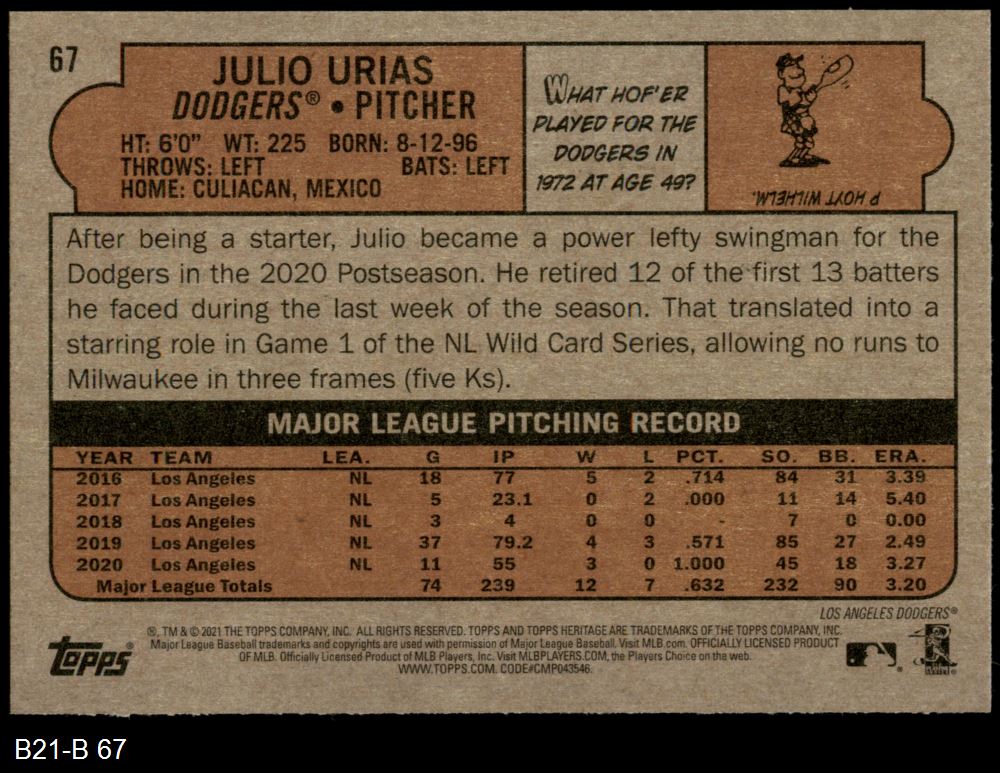 67
JULIO URIAS
DODGERS® • PITCHER
HT: 6'0" WT: 225 BORN: 8-12-96
THROWS: LEFT BATS: LEFT
HOME: CULIACAN, MEXICO
WHAT HOF'ER
PLAYED FOR THE
DODGERS IN
1972 AT AGE 49?
P HOYT WILHELM.
After being a starter, Julio became a power lefty swingman for the
Dodgers in the 2020 Postseason. He retired 12 of the first 13 batters
he faced during the last week of the season. That translated into a
starring role in Game 1 of the NL Wild Card Series, allowing no runs to
Milwaukee in three frames (five Ks).
MAJOR LEAGUE PITCHING RECORD
YEAR TEAM LEA. G IP W L PCT. SO. BB. ERA.
2016 Los Angeles NL 18 77 5 2 .714 84 31 3.39
2017 Los Angeles NL 5 23.1 0 2 .000 11 14 5.40
2018 Los Angeles NL 3 4 0 0 - 7 0 0.00
2019 Los Angeles NL 37 79.2 4 3 .571 85 27 2.49
2020 Los Angeles NL 11 55 3 0 1.000 45 18 3.27
Major League Totals 74 239 12 7 .632 232 90 3.20
LOS ANGELES DODGERS®
®, TM & © 2021 THE TOPPS COMPANY, INC. ALL RIGHTS RESERVED. TOPPS AND TOPPS HERITAGE ARE TRADEMARKS OF THE TOPPS COMPANY, INC.
Major League Baseball trademarks and copyrights are used with permission of Major League Baseball. Visit MLB.com. OFFICIALLY LICENSED PRODUCT
OF MLB. Officially Licensed Product of MLB Players, Inc. Visit MLBPLAYERS.COM, the Players Choice on the web.
WWW.TOPPS.COM. CODE#CMP043546.
TOPPS®
B21-B 67